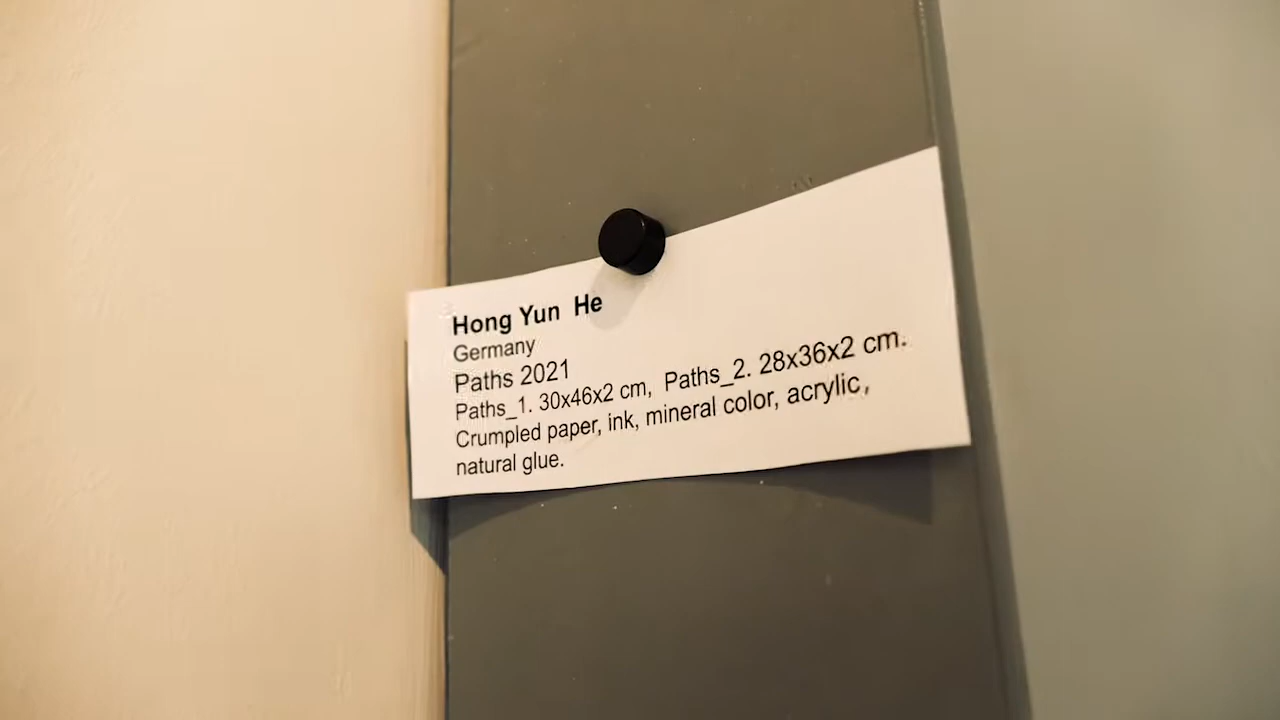 Hong Yun He
Germany
Paths 2021
Paths_1. 30x46x2 cm, Paths_2. 28x36x2 cm.
Crumpled paper, ink, mineral color, acrylic,
natural glue.